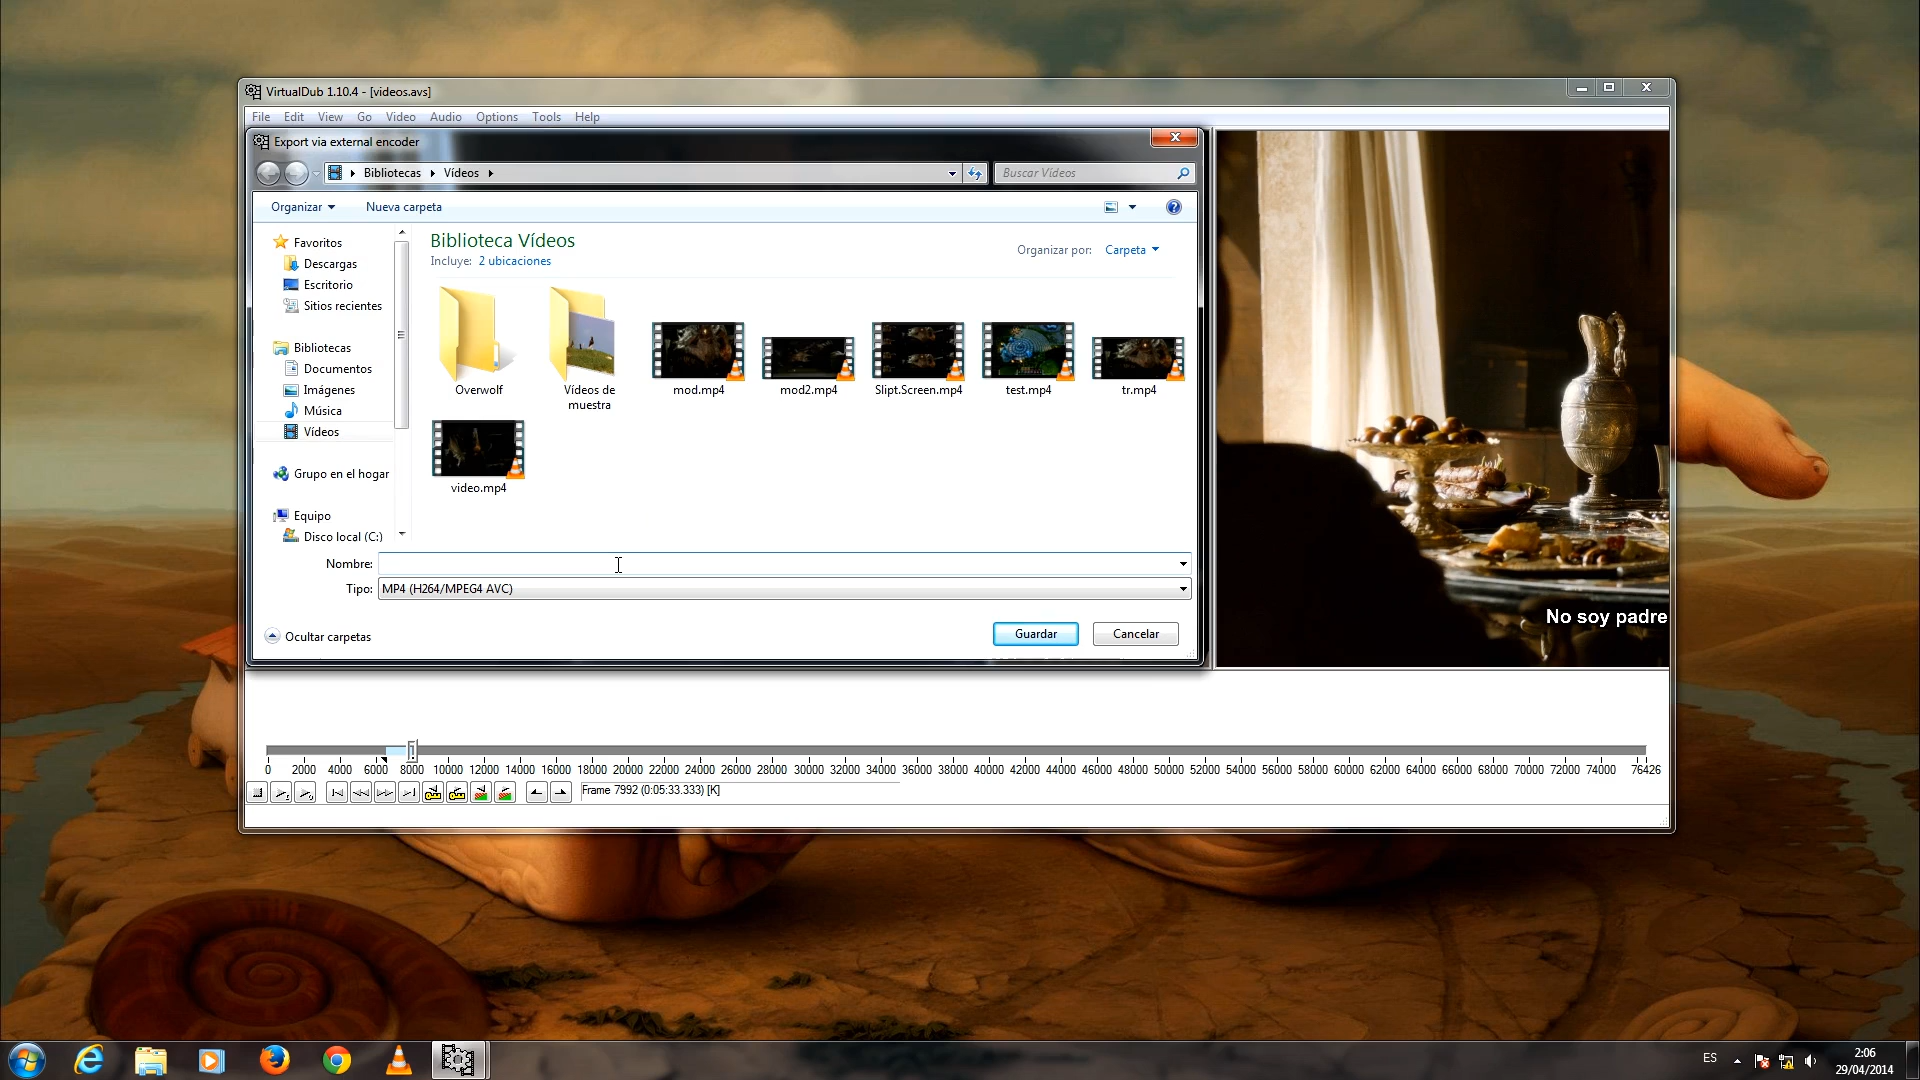 VirtualDub 1.10.4 - [videos.avs]
File Edit View Go Video Audio Options Tools Help
Export via external encoder
Bibliotecas Vídeos
Buscar Vídeos
Organizar Nueva carpeta
Favoritos
Descargas
Escritorio
Sitios recientes
Bibliotecas
Documentos
Imágenes
Música
Vídeos
Grupo en el hogar
Equipo
Disco local (C:)
Biblioteca Vídeos
Incluye: 2 ubicaciones
Organizar por: Carpeta
Overwolf
Vídeos de
muestra
mod.mp4
mod2.mp4
Slipt.Screen.mp4
test.mp4
tr.mp4
video.mp4
Nombre:
Tipo: MP4 (H264/MPEG4 AVC)
Ocultar carpetas
Guardar Cancelar
No soy padre
0 2000 4000 6000 8000 10000 12000 14000 16000 18000 20000 22000 24000 26000 28000 30000 32000 34000 36000 38000 40000 42000 44000 46000 48000 50000 52000 54000 56000 58000 60000 62000 64000 66000 68000 70000 72000 74000 76426
Frame 7992 (0:05:33.333) [K]
ES
2:06
29/04/2014